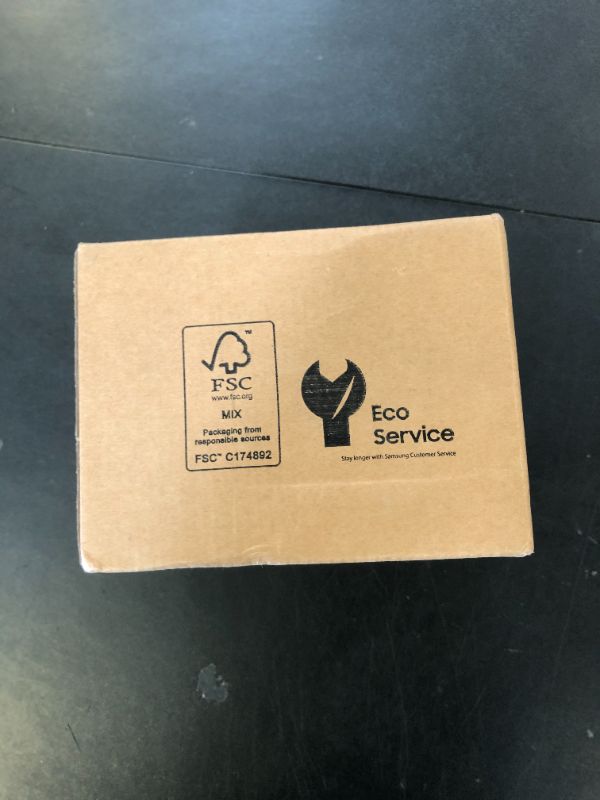 TM
FSC
www.fsc.org
MIX
Packaging from
responsible sources
FSC™ C174892
Eco
Service
Stay longer with Samsung Customer Service